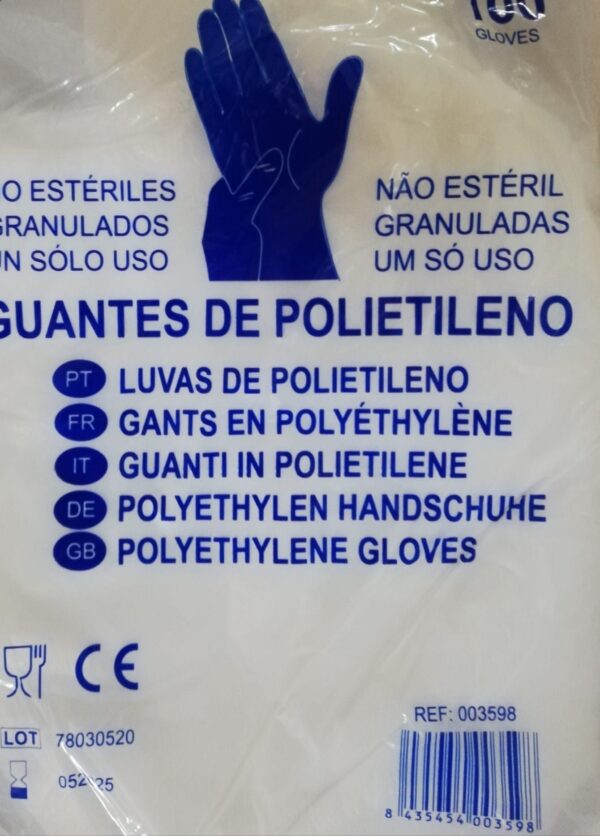 100
GLOVES
O ESTÉRILES
GRANULADOS
UN SÓLO USO
NÃO ESTÉRIL
GRANULADAS
UM SÓ USO
GUANTES DE POLIETILENO
PT LUVAS DE POLIETILENO
FR GANTS EN POLYÉTHYLÈNE
IT GUANTI IN POLIETILENE
DE POLYETHYLEN HANDSCHUHE
GB POLYETHYLENE GLOVES
CE
REF: 003598
LOT 78030520
8 435454 003598